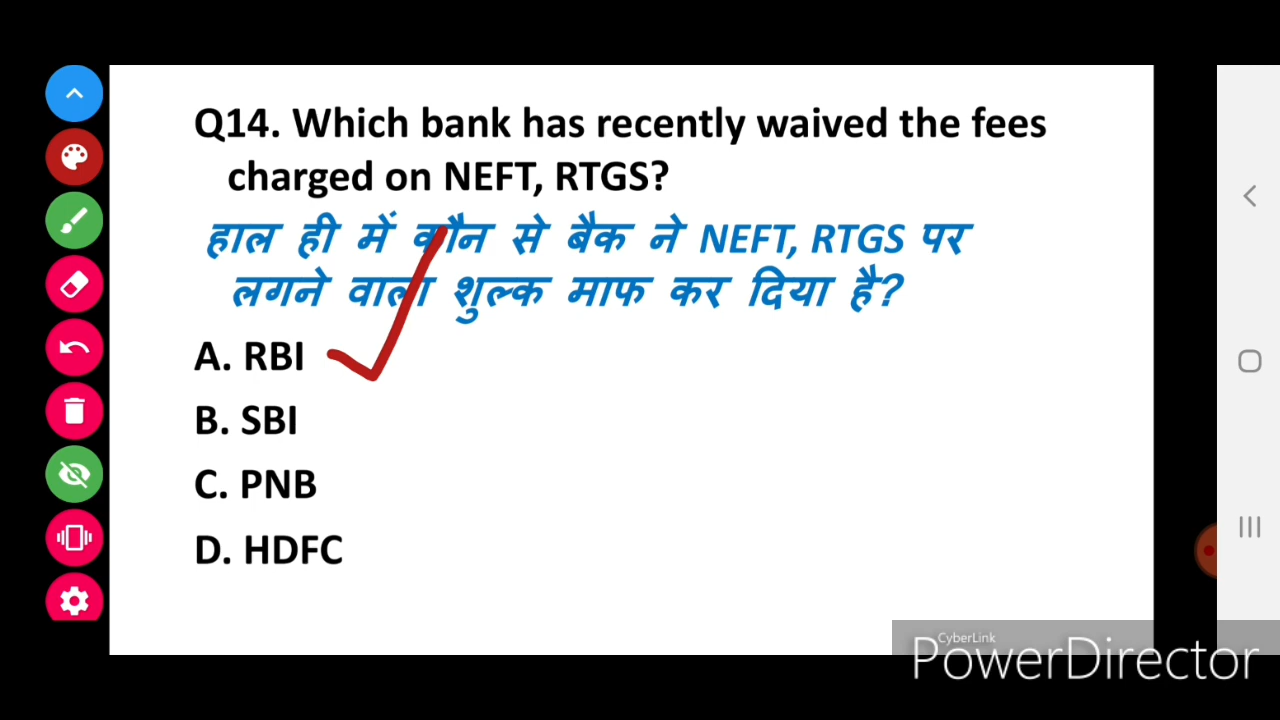 Q14. Which bank has recently waived the fees
charged on NEFT, RTGS?
हाल ही में कौन से बैक ने NEFT, RTGS पर
लगने वाला शुल्क माफ कर दिया है?
A. RBI
B. SBI
C. PNB
D. HDFC
CyberLink
PowerDirector